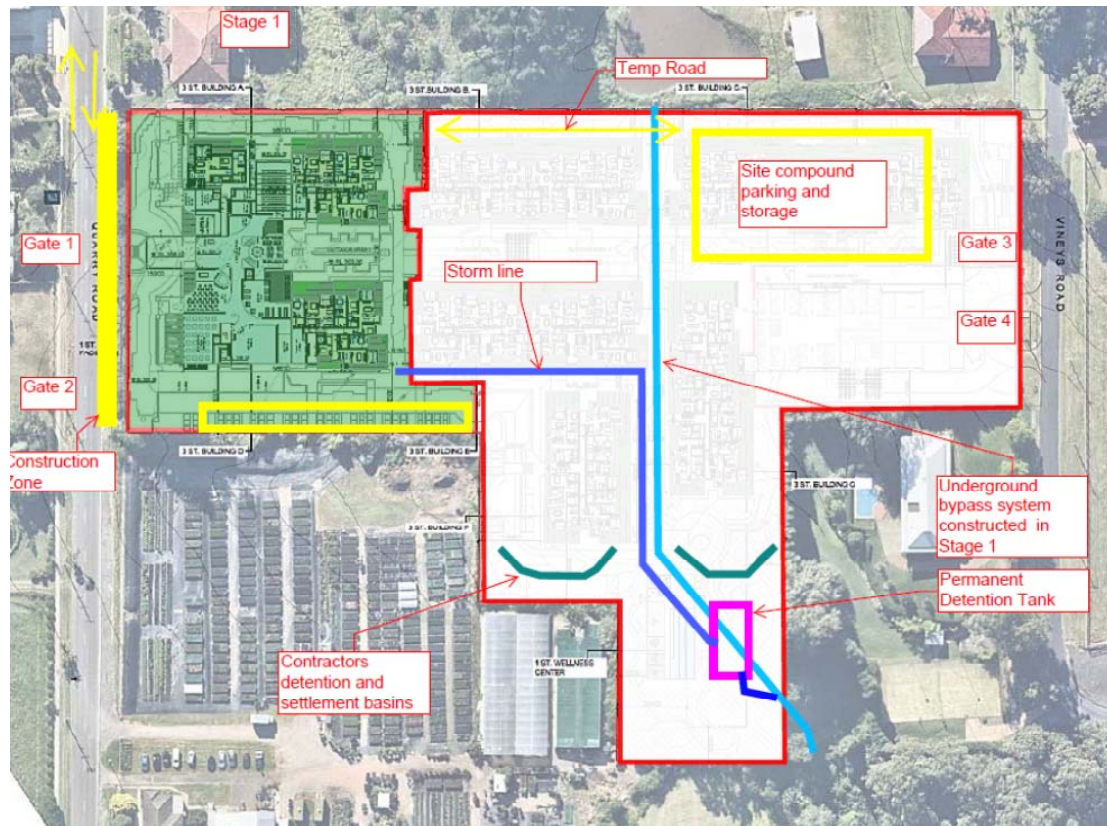 Stage 1
Temp Road
3 ST. BUILDING A.
3 ST.BUILDING B.
3 ST. BUILDING C.
Site compound
parking and
storage
Gate 1
QUARRY ROAD
Gate 3
VINEYS ROAD
Storm line
Gate 4
Gate 2
Construction
Zone
3 ST. BUILDING D
3 ST. BUILDING E
3 ST. BUILDING G
Underground
bypass system
constructed in
Stage 1
3 ST. BUILDING F
Permanent
Detention Tank
Contractors
detention and
settlement basins
1 ST. WELLNESS
CENTER